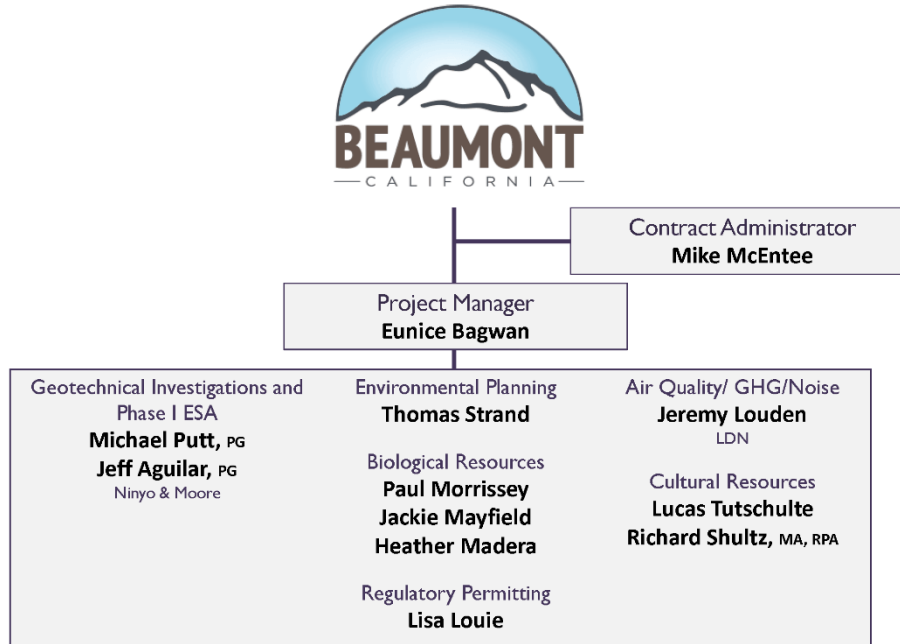 BEAUMONT
CALIFORNIA
Contract Administrator
Mike McEntee
Project Manager
Eunice Bagwan
Geotechnical Investigations and
Phase I ESA
Michael Putt, PG
Jeff Aguilar, PG
Ninyo & Moore
Environmental Planning
Thomas Strand
Biological Resources
Paul Morrissey
Jackie Mayfield
Heather Madera
Regulatory Permitting
Lisa Louie
Air Quality/ GHG/Noise
Jeremy Louden
LDN
Cultural Resources
Lucas Tutschulte
Richard Shultz, MA, RPA